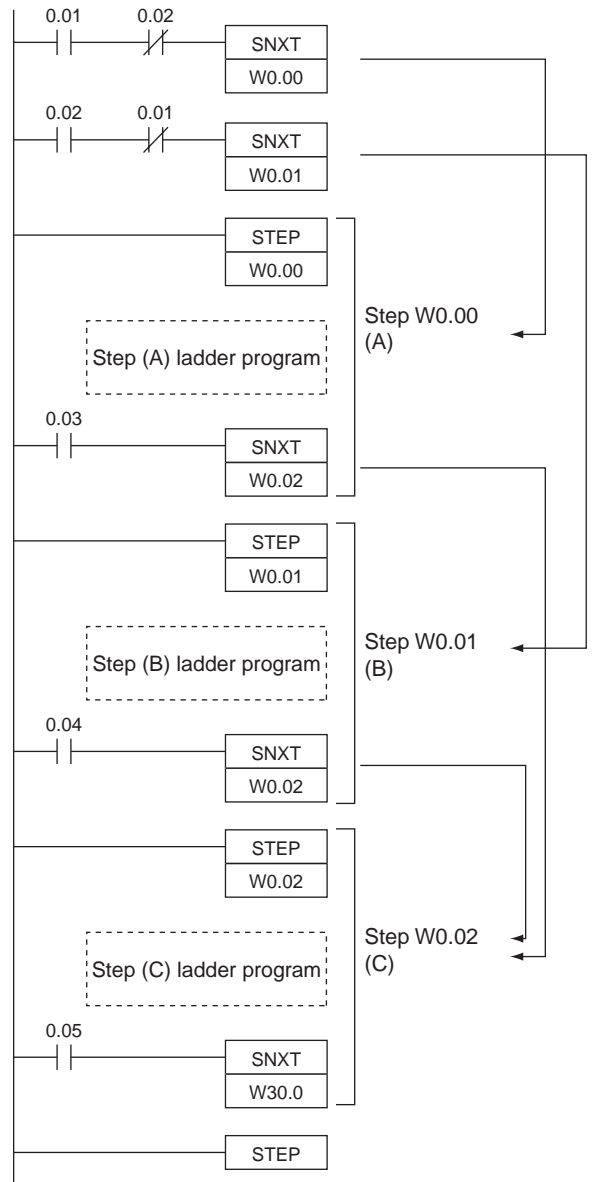 0.01 0.02
SNXT
W0.00
0.02 0.01
SNXT
W0.01
STEP
W0.00
Step W0.00
(A)
Step (A) ladder program
0.03
SNXT
W0.02
STEP
W0.01
Step W0.01
(B)
Step (B) ladder program
0.04
SNXT
W0.02
STEP
W0.02
Step W0.02
(C)
Step (C) ladder program
0.05
SNXT
W30.0
STEP